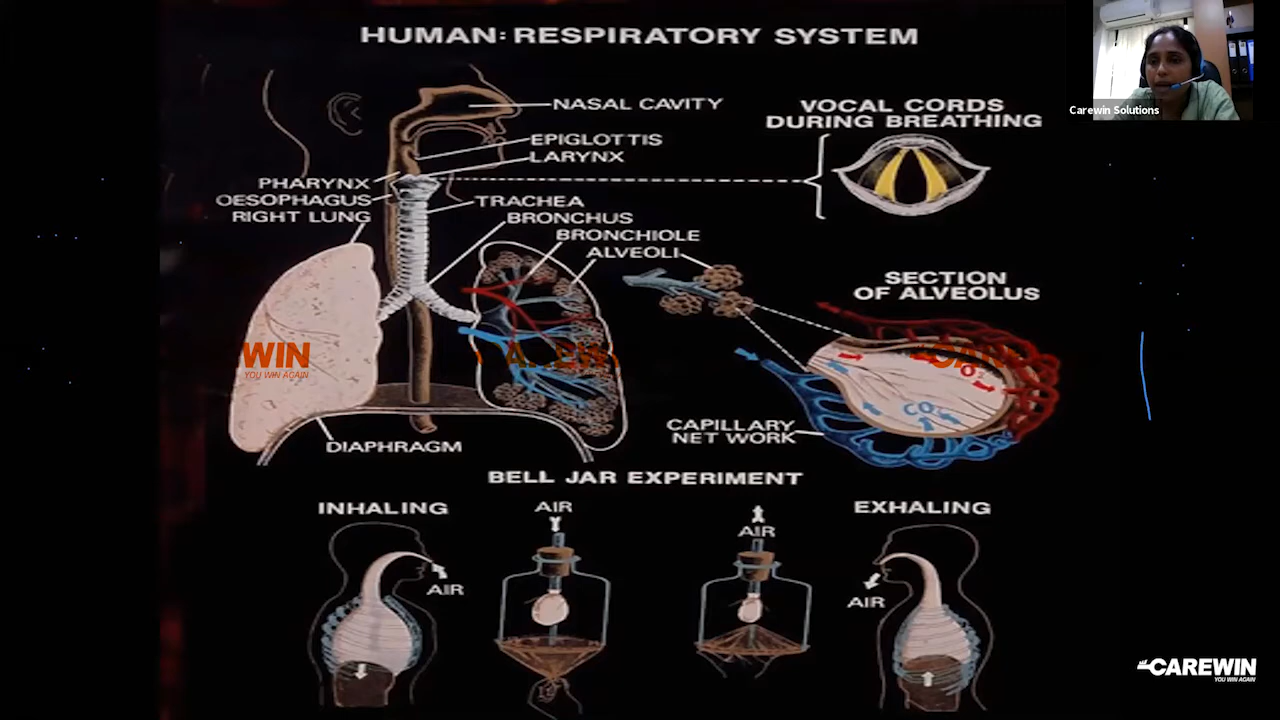 HUMAN: RESPIRATORY SYSTEM
Carewin Solutions
NASAL CAVITY
VOCAL CORDS
DURING BREATHING
EPIGLOTTIS
LARYNX
PHARYNX
OESOPHAGUS
RIGHT LUNG
TRACHEA
BRONCHUS
BRONCHIOLE
ALVEOLI
SECTION
OF ALVEOLUS
WIN
YOU WIN AGAIN
CO
CAPILLARY
NET WORK
DIAPHRAGM
BELL JAR EXPERIMENT
INHALING
AIR
AIR
EXHALING
AIR
AIR
CAREWIN
YOU WIN AGAIN